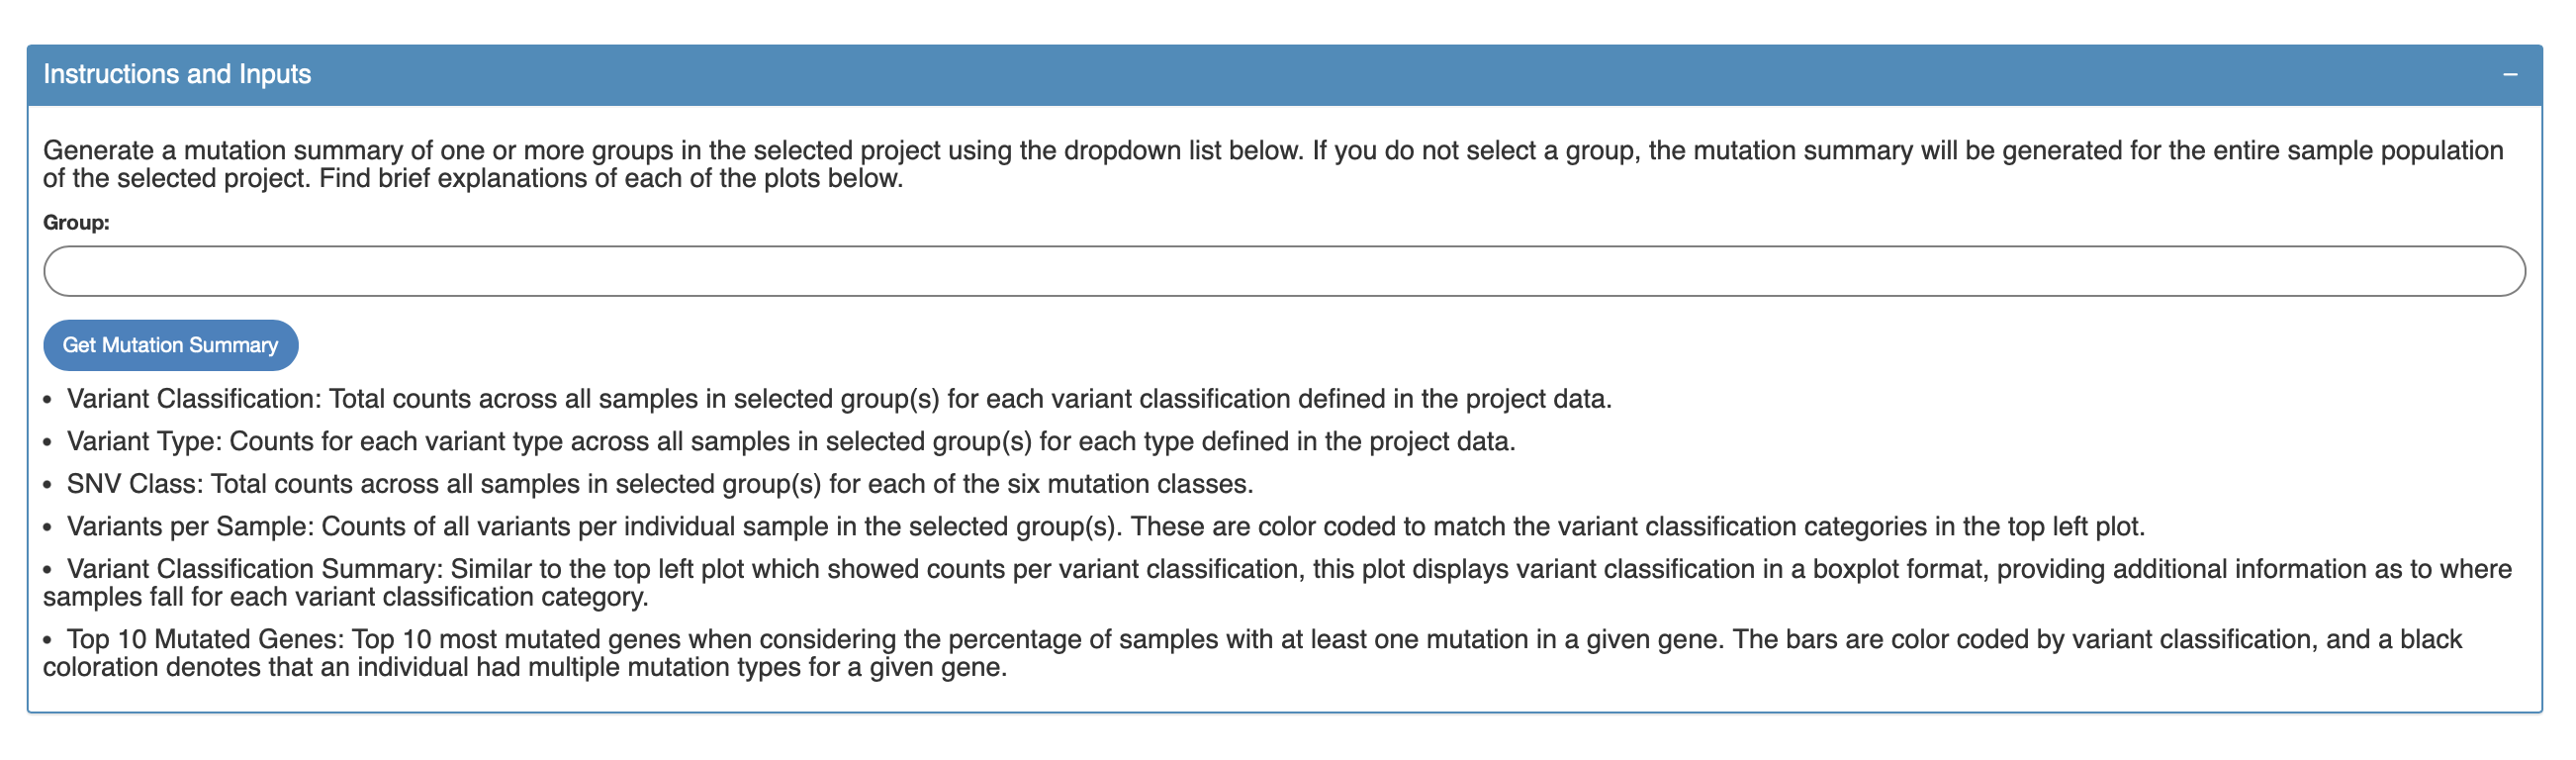 Instructions and Inputs
Generate a mutation summary of one or more groups in the selected project using the dropdown list below. If you do not select a group, the mutation summary will be generated for the entire sample population
of the selected project. Find brief explanations of each of the plots below.
Group:
Get Mutation Summary
• Variant Classification: Total counts across all samples in selected group(s) for each variant classification defined in the project data.
• Variant Type: Counts for each variant type across all samples in selected group(s) for each type defined in the project data.
• SNV Class: Total counts across all samples in selected group(s) for each of the six mutation classes.
• Variants per Sample: Counts of all variants per individual sample in the selected group(s). These are color coded to match the variant classification categories in the top left plot.
• Variant Classification Summary: Similar to the top left plot which showed counts per variant classification, this plot displays variant classification in a boxplot format, providing additional information as to where
samples fall for each variant classification category.
• Top 10 Mutated Genes: Top 10 most mutated genes when considering the percentage of samples with at least one mutation in a given gene. The bars are color coded by variant classification, and a black
coloration denotes that an individual had multiple mutation types for a given gene.